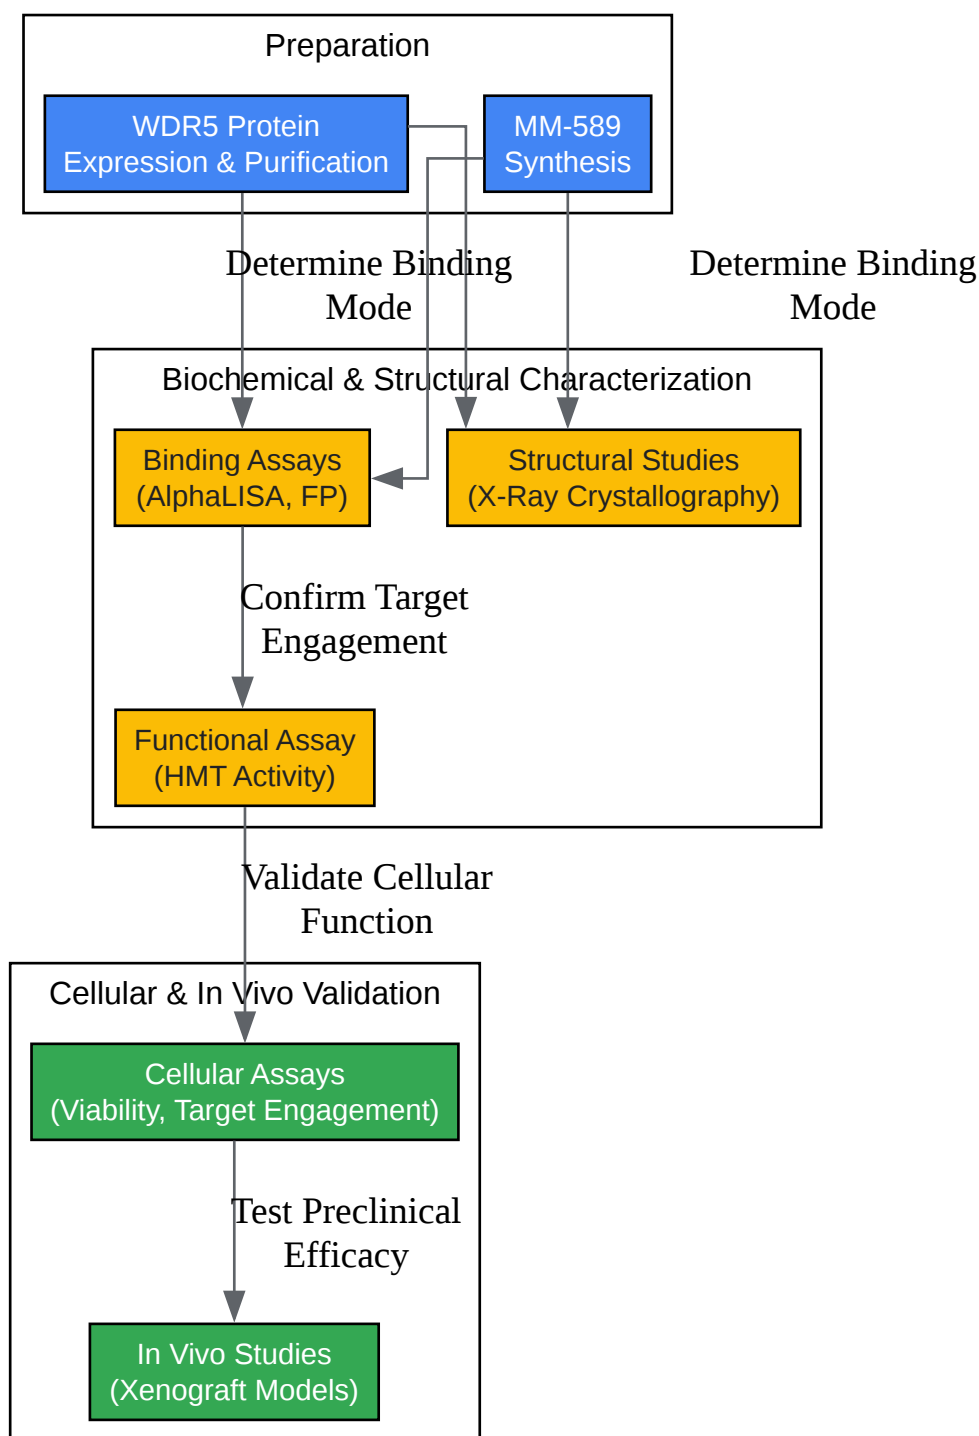 Preparation
WDR5 Protein
Expression & Purification
MM-589
Synthesis
Determine Binding
Mode
Determine Binding
Mode
Biochemical & Structural Characterization
Binding Assays
(AlphaLISA, FP)
Structural Studies
(X-Ray Crystallography)
Confirm Target
Engagement
Functional Assay
(HMT Activity)
Validate Cellular
Function
Cellular & In Vivo Validation
Cellular Assays
(Viability, Target Engagement)
Test Preclinical
Efficacy
In Vivo Studies
(Xenograft Models)